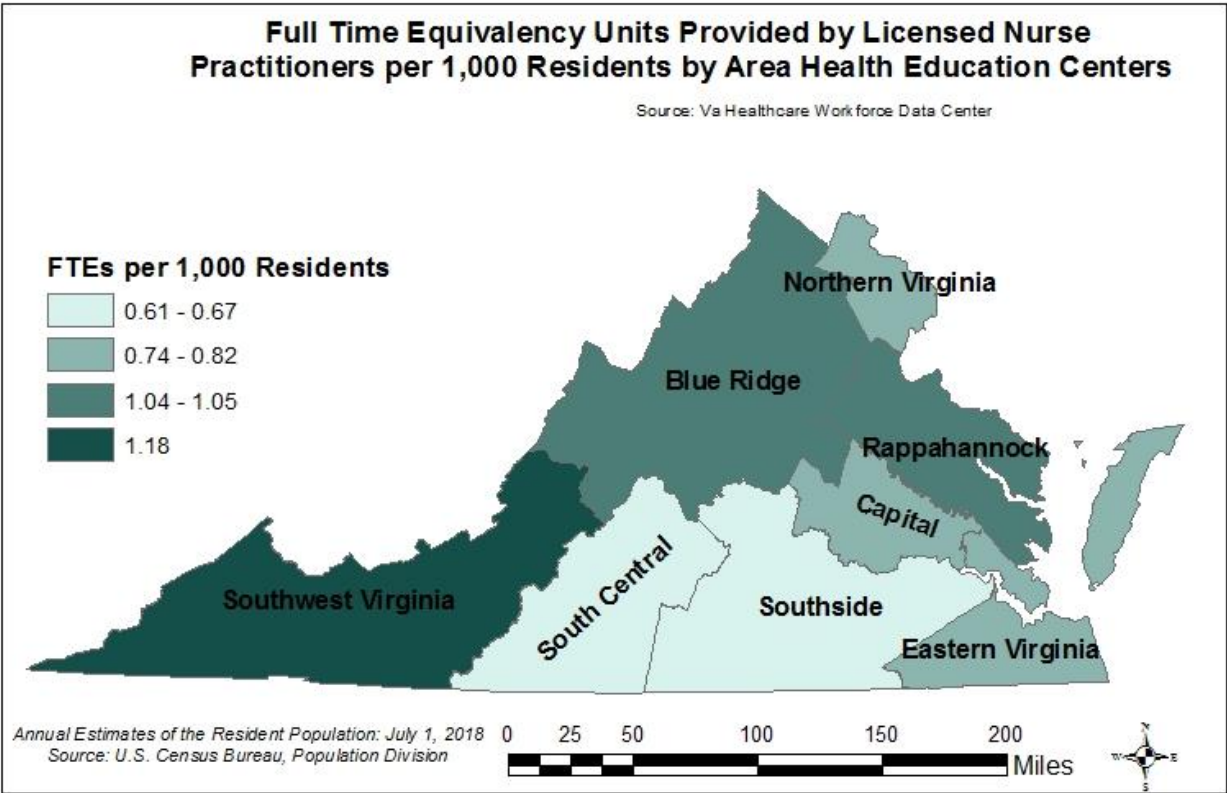 Full Time Equivalency Units Provided by Licensed Nurse
Practitioners per 1,000 Residents by Area Health Education Centers
Source: Va Healthcare Workforce Data Center
FTEs per 1,000 Residents
0.61 - 0.67
0.74 - 0.82
1.04 - 1.05
1.18
Northern Virginia
Blue Ridge
Rappahannock
Capital
Southwest Virginia
South Central
Southside
Eastern Virginia
Annual Estimates of the Resident Population: July 1, 2018
Source: U.S. Census Bureau, Population Division
0 25 50 100 150 200
Miles
N
W E
S